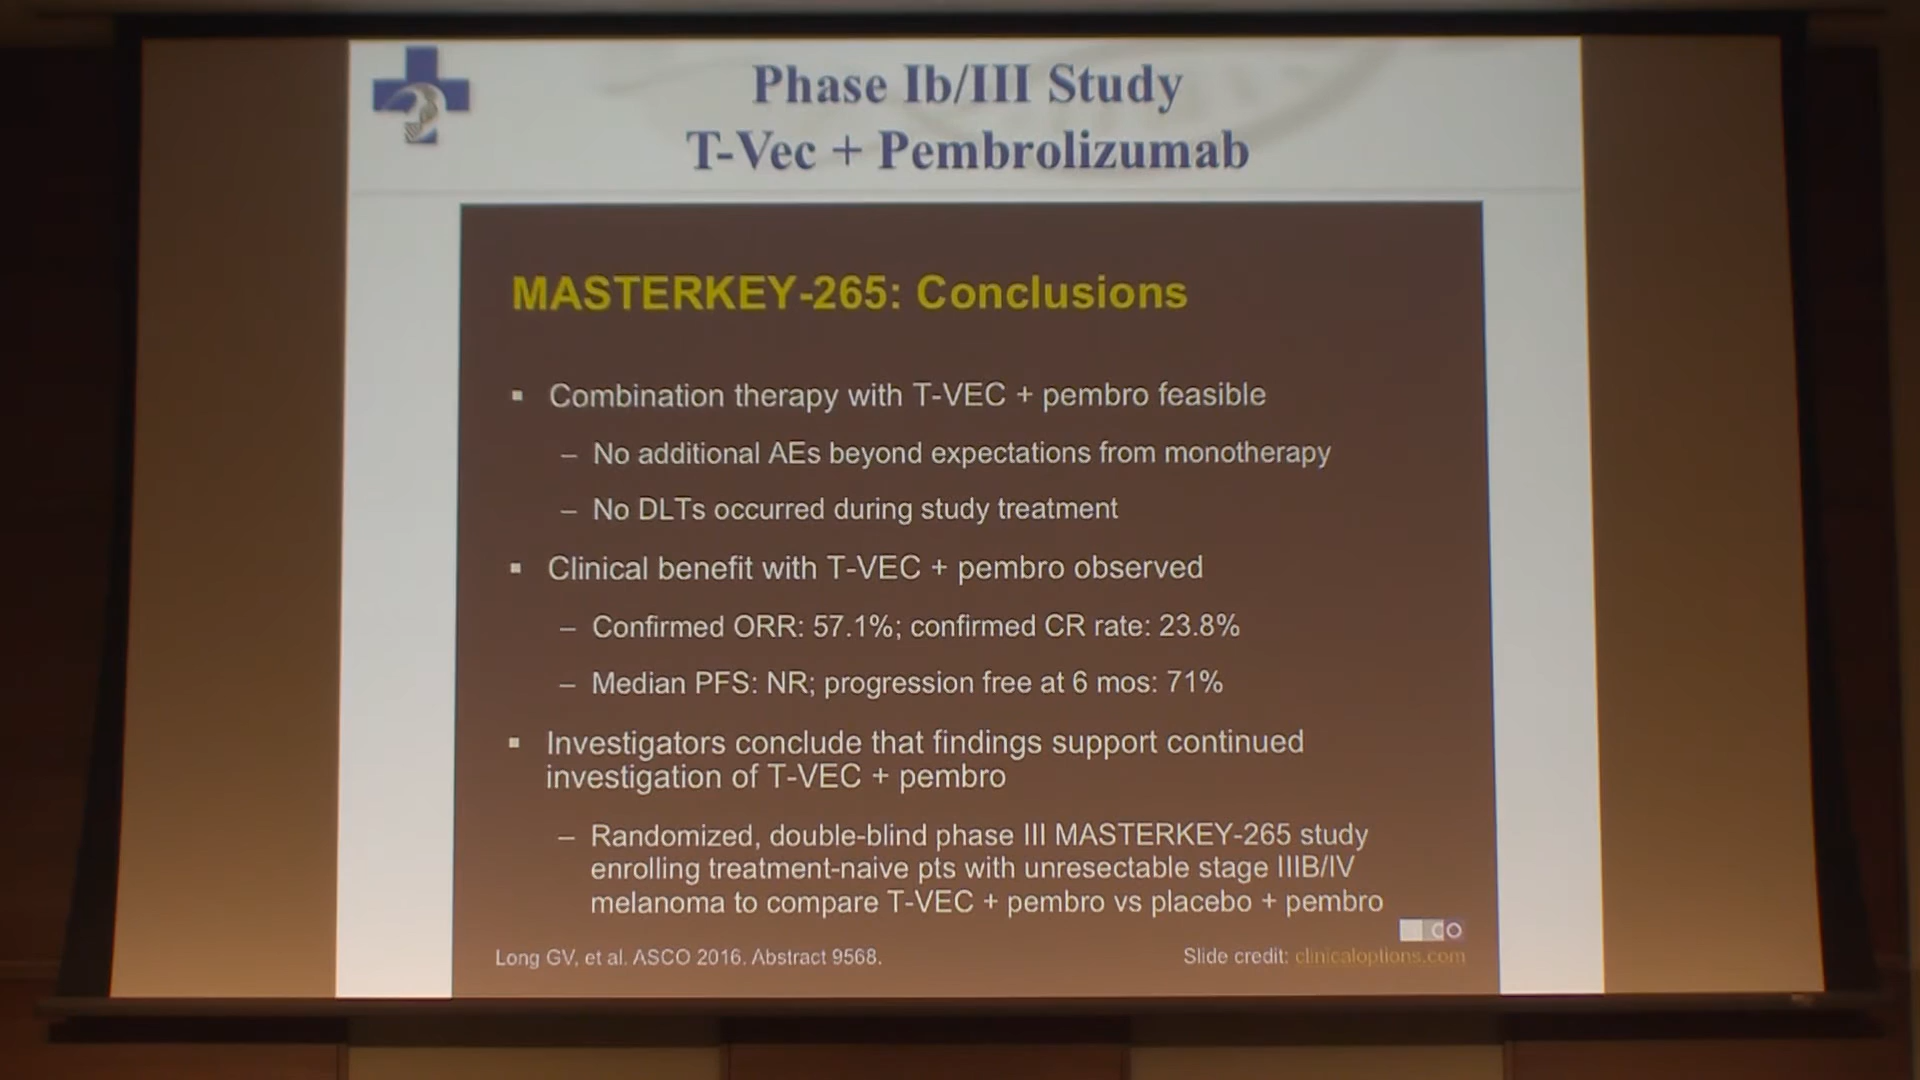 Phase Ib/III Study
T-Vec + Pembrolizumab
MASTERKEY-265: Conclusions
▪ Combination therapy with T-VEC + pembro feasible
– No additional AEs beyond expectations from monotherapy
– No DLTs occurred during study treatment
▪ Clinical benefit with T-VEC + pembro observed
– Confirmed ORR: 57.1%; confirmed CR rate: 23.8%
– Median PFS: NR; progression free at 6 mos: 71%
▪ Investigators conclude that findings support continued
investigation of T-VEC + pembro
– Randomized, double-blind phase III MASTERKEY-265 study
enrolling treatment-naive pts with unresectable stage IIIB/IV
melanoma to compare T-VEC + pembro vs placebo + pembro
CO
Long GV, et al. ASCO 2016. Abstract 9568.
Slide credit: clinicaloptions.com